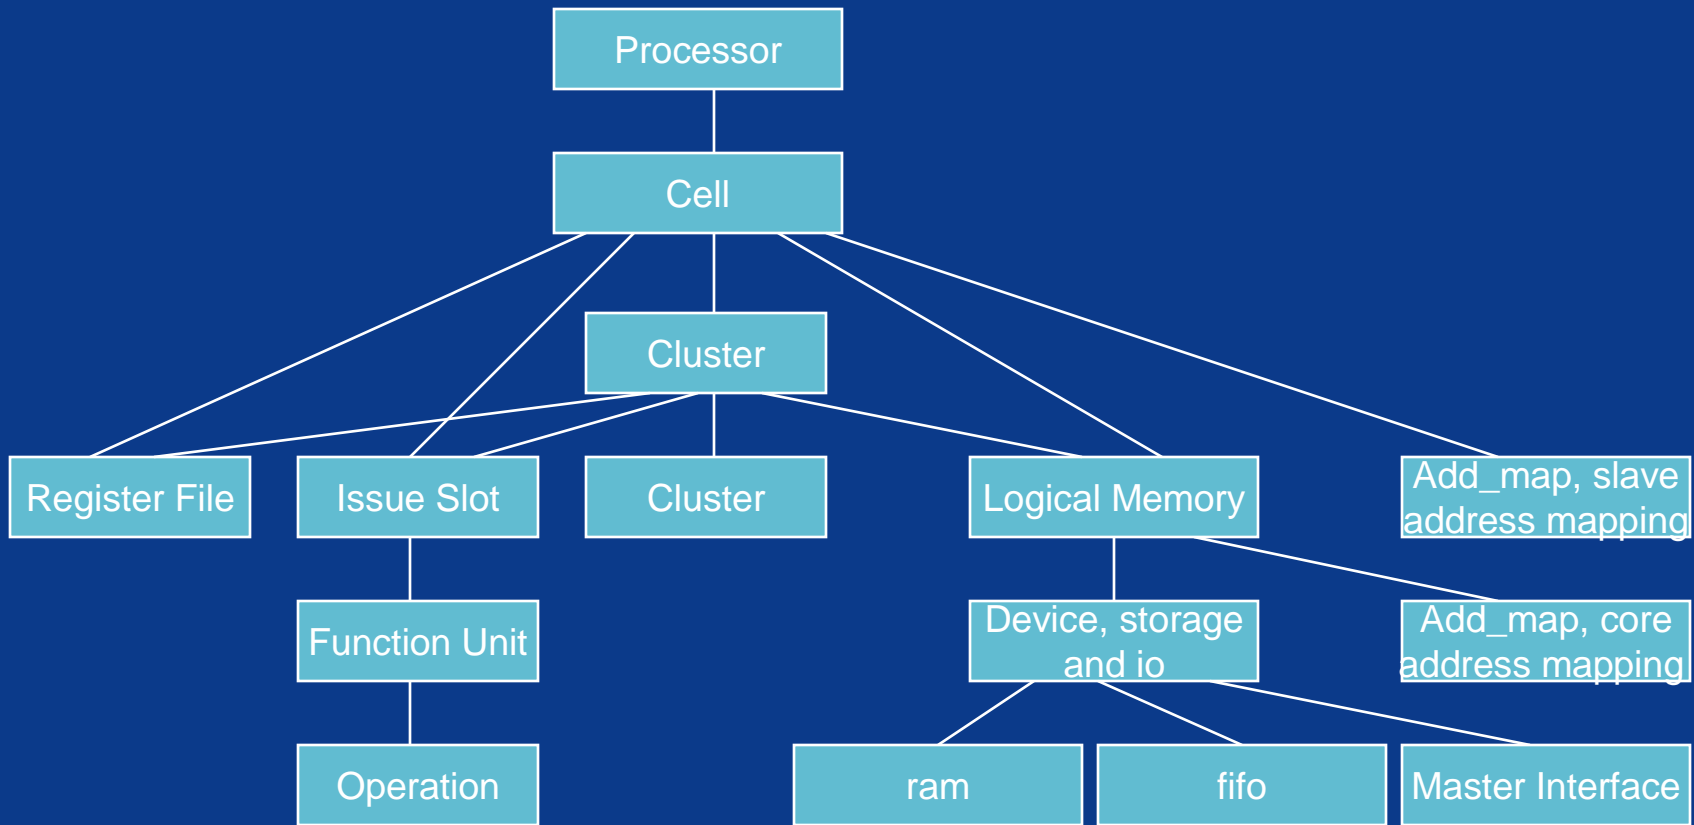 Processor
Cell
Cluster
Register File
Issue Slot
Cluster
Logical Memory
Add_map, slave
address mapping
Function Unit
Device, storage
and io
Add_map, core
address mapping
Operation
ram
fifo
Master Interface